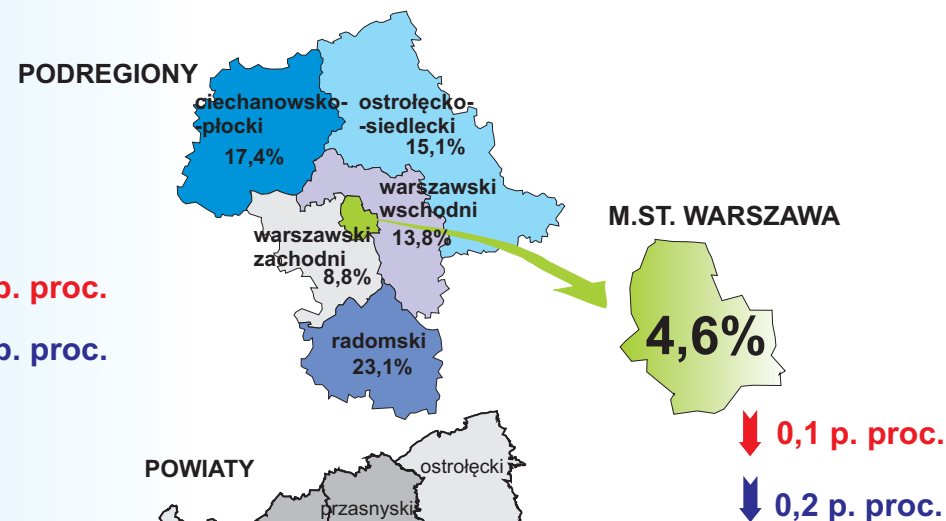 PODREGIONY
ciechanowsko-
-płocki
17,4%
ostrołęcko-
-siedlecki
15,1%
warszawski
wschodni
13,8%
warszawski
zachodni
8,8%
radomski
23,1%
M.ST. WARSZAWA
4,6%
p. proc.
p. proc.
0,1 p. proc.
0,2 p. proc.
POWIATY
ostrołęcki
przasnyski